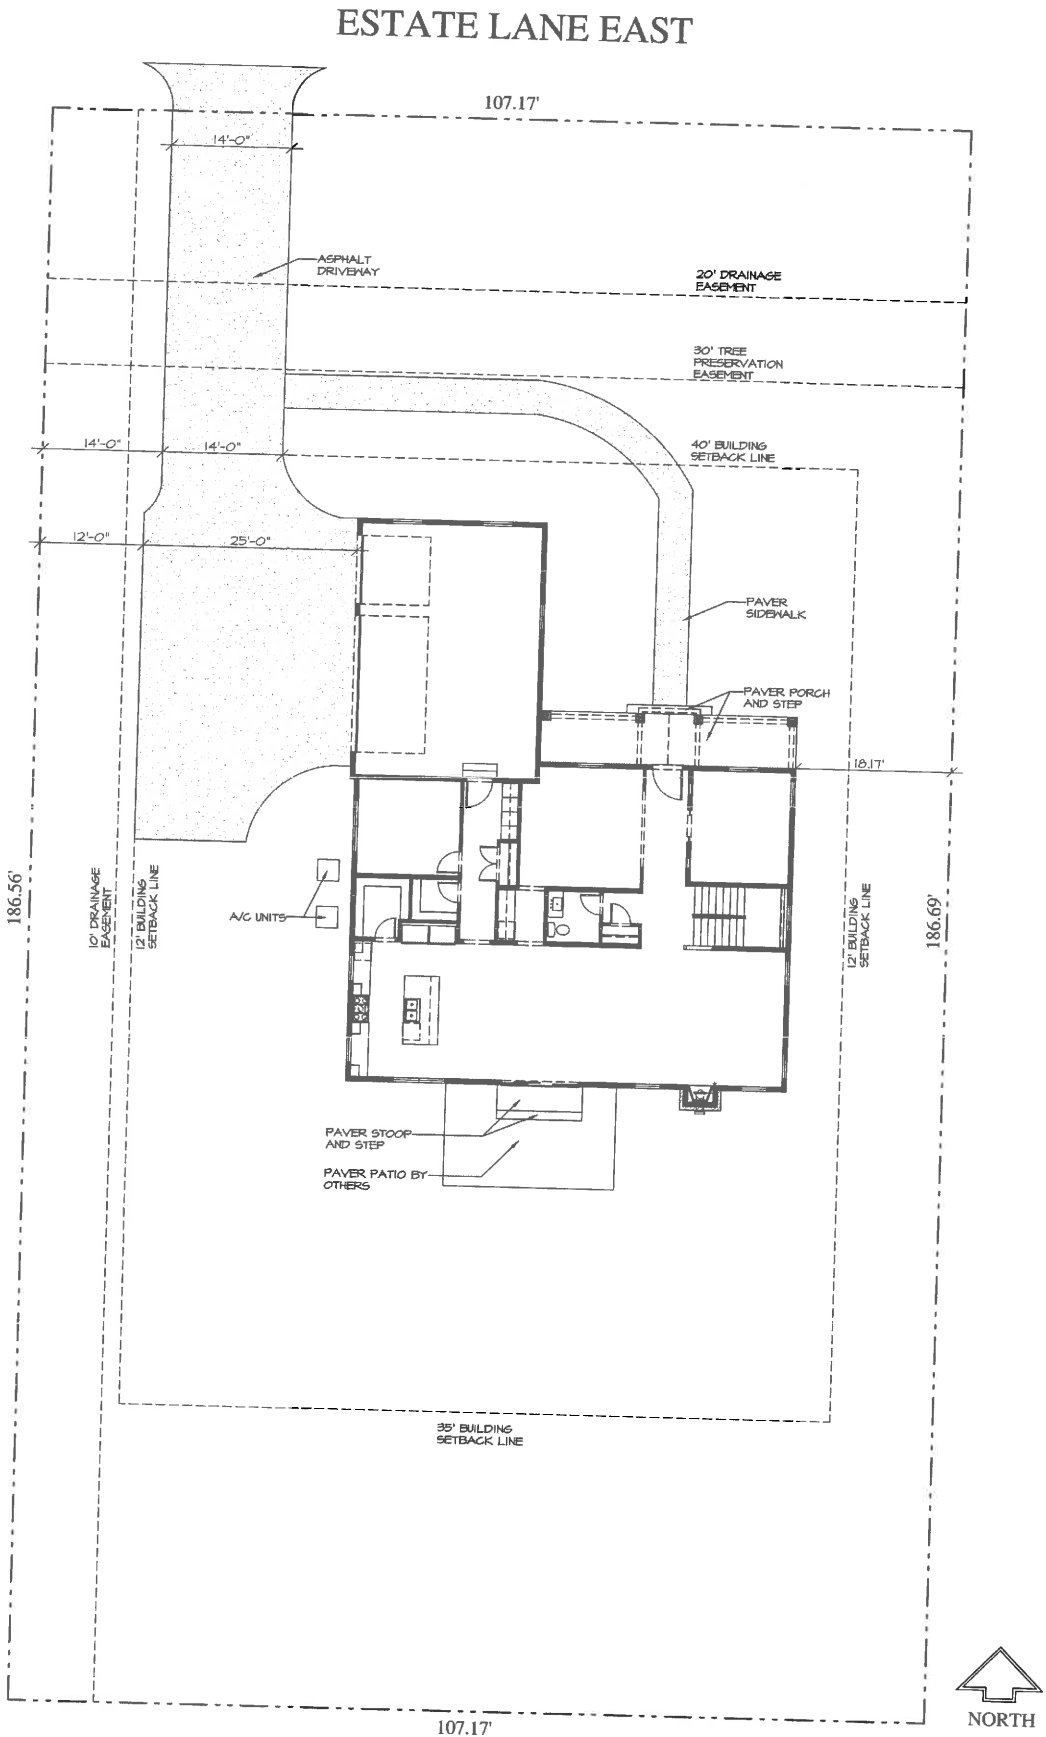 ESTATE LANE EAST
107.17'
14'-0"
ASPHALT
DRIVEWAY
20' DRAINAGE
EASEMENT
30' TREE
PRESERVATION
EASEMENT
14'-0"
14'-0"
40' BUILDING
SETBACK LINE
12'-0"
25'-0"
PAVER
SIDEWALK
PAVER PORCH
AND STEP
18.17'
186.56'
10' DRAINAGE
EASEMENT
12' BUILDING
SETBACK LINE
A/C UNITS
12' BUILDING
SETBACK LINE
186.69'
PAVER STOOP
AND STEP
PAVER PATIO BY
OTHERS
35' BUILDING
SETBACK LINE
107.17'
NORTH